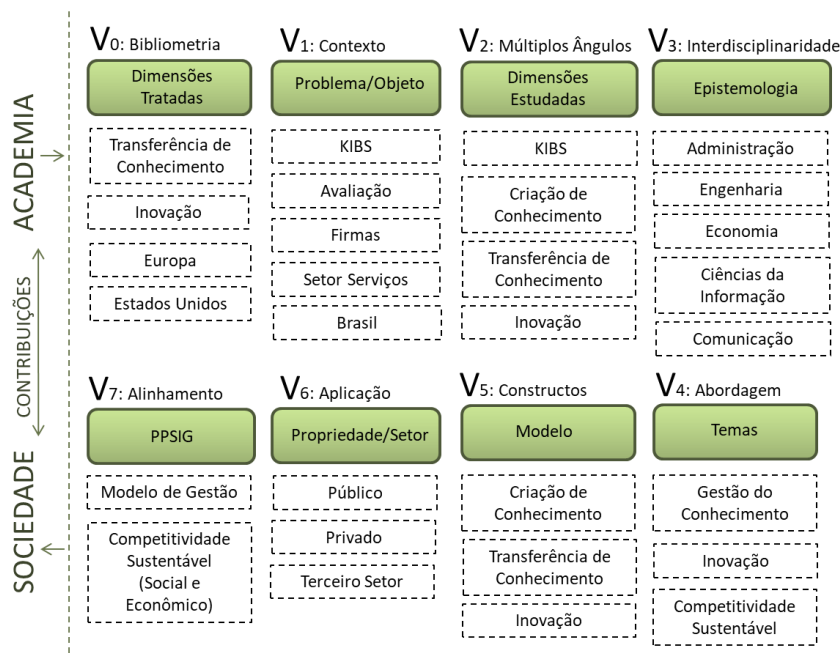 V0: Bibliometria
Dimensões
Tratadas
Transferência de
Conhecimento
Inovação
Europa
Estados Unidos
V1: Contexto
Problema/Objeto
KIBS
Avaliação
Firmas
Setor Serviços
Brasil
V2: Múltiplos Ângulos
Dimensões
Estudadas
KIBS
Criação de
Conhecimento
Transferência de
Conhecimento
Inovação
V3: Interdisciplinaridade
Epistemologia
Administração
Engenharia
Economia
Ciências da
Informação
Comunicação
ACADEMIA
CONTRIBUIÇÕES
SOCIEDADE
V7: Alinhamento
PPSIG
Modelo de Gestão
Competitividade
Sustentável
(Social e
Econômico)
V6: Aplicação
Propriedade/Setor
Público
Privado
Terceiro Setor
V5: Constructos
Modelo
Criação de
Conhecimento
Transferência de
Conhecimento
Inovação
V4: Abordagem
Temas
Gestão do
Conhecimento
Inovação
Competitividade
Sustentável